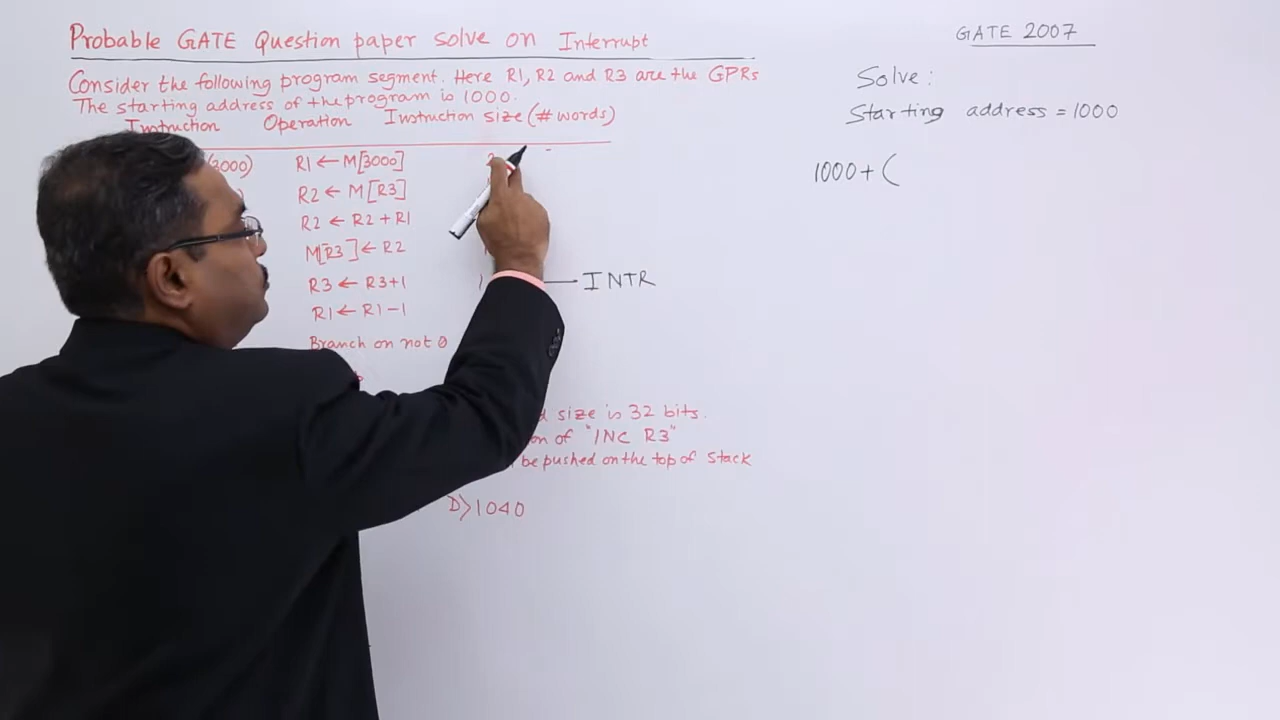 Probable GATE Question paper solve on Interrupt
GATE 2007
Consider the following program segment. Here R1, R2 and R3 are the GPRs
The starting address of the program is 1000.
Instruction Operation Instruction size (# words)
3000) R1 ← M[3000]
R2 ← M[R3]
R2 ← R2 + R1
M[R3] ← R2
R3 ← R3+1 1 → INTR
R1 ← R1-1
Branch on not 0
size is 32 bits.
of "INC R3"
be pushed on the top of stack
D> 1040
Solve:
Starting address = 1000
1000 + (